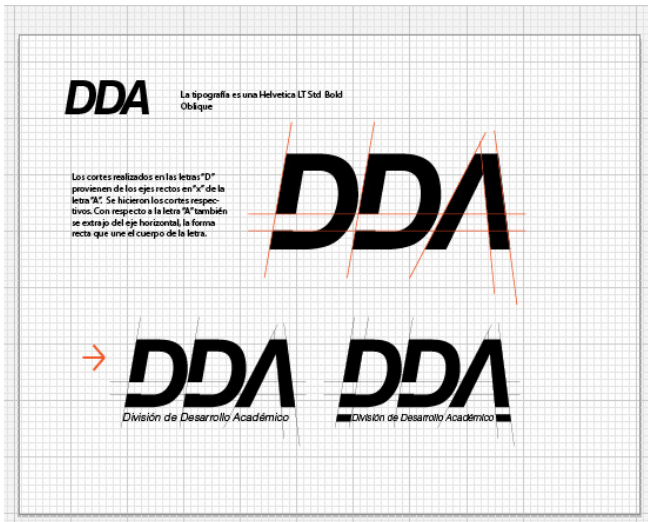 DDA
La tipografía es una Helvetica LT Std Bold
Oblique
Los cortes realizados en las letras "D"
provienen de los ejes rectos en "x" de la
letra "A". Se hicieron los cortes respec-
tivos. Con respecto a la letra "A" también
se extrajo del eje horizontal, la forma
recta que une el cuerpo de la letra.
DDA
DDA
División de Desarrollo Académico
DDA
División de Desarrollo Académico